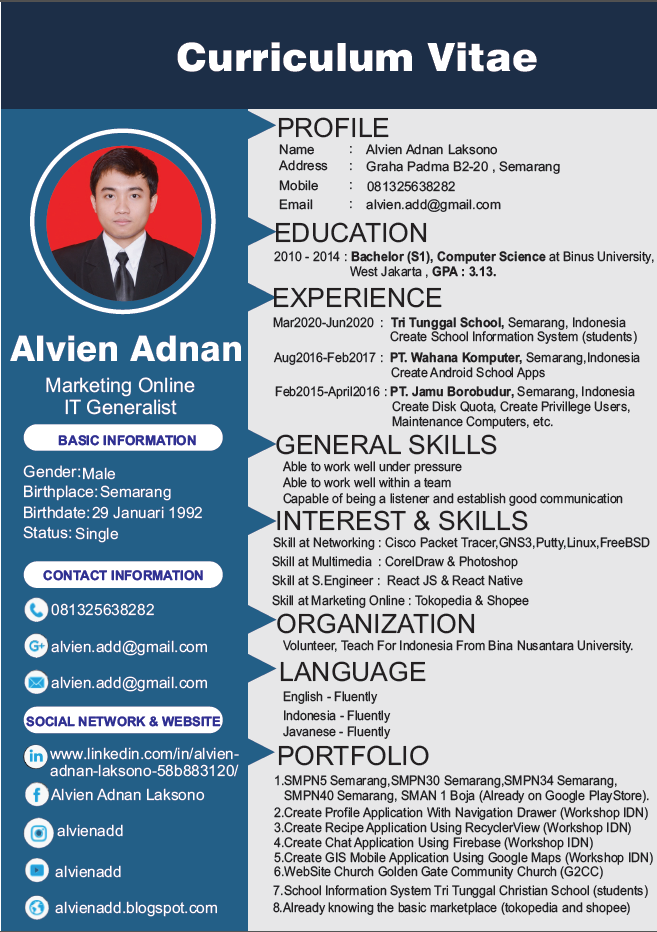 Curriculum Vitae
Alvien Adnan
Marketing Online
IT Generalist
BASIC INFORMATION
Gender: Male
Birthplace: Semarang
Birthdate: 29 Januari 1992
Status: Single
CONTACT INFORMATION
081325638282
G+ alvien.add@gmail.com
alvien.add@gmail.com
SOCIAL NETWORK & WEBSITE
in www.linkedin.com/in/alvien-
adnan-laksono-58b883120/
f Alvien Adnan Laksono
alvienadd
alvienadd
alvienadd.blogspot.com
PROFILE
Name : Alvien Adnan Laksono
Address : Graha Padma B2-20 , Semarang
Mobile : 081325638282
Email : alvien.add@gmail.com
EDUCATION
2010 - 2014 : Bachelor (S1), Computer Science at Binus University,
West Jakarta , GPA : 3.13.
EXPERIENCE
Mar2020-Jun2020 : Tri Tunggal School, Semarang, Indonesia
Create School Information System (students)
Aug2016-Feb2017 : PT. Wahana Komputer, Semarang,Indonesia
Create Android School Apps
Feb2015-April2016 : PT. Jamu Borobudur, Semarang, Indonesia
Create Disk Quota, Create Privillege Users,
Maintenance Computers, etc.
GENERAL SKILLS
Able to work well under pressure
Able to work well within a team
Capable of being a listener and establish good communication
INTEREST & SKILLS
Skill at Networking : Cisco Packet Tracer,GNS3,Putty,Linux,FreeBSD
Skill at Multimedia : CorelDraw & Photoshop
Skill at S.Engineer : React JS & React Native
Skill at Marketing Online : Tokopedia & Shopee
ORGANIZATION
Volunteer, Teach For Indonesia From Bina Nusantara University.
LANGUAGE
English - Fluently
Indonesia - Fluently
Javanese - Fluently
PORTFOLIO
1.SMPN5 Semarang,SMPN30 Semarang,SMPN34 Semarang,
SMPN40 Semarang, SMAN 1 Boja (Already on Google PlayStore).
2.Create Profile Application With Navigation Drawer (Workshop IDN)
3.Create Recipe Application Using RecyclerView (Workshop IDN)
4.Create Chat Application Using Firebase (Workshop IDN)
5.Create GIS Mobile Application Using Google Maps (Workshop IDN)
6.WebSite Church Golden Gate Community Church (G2CC)
7.School Information System Tri Tunggal Christian School (students)
8.Already knowing the basic marketplace (tokopedia and shopee)